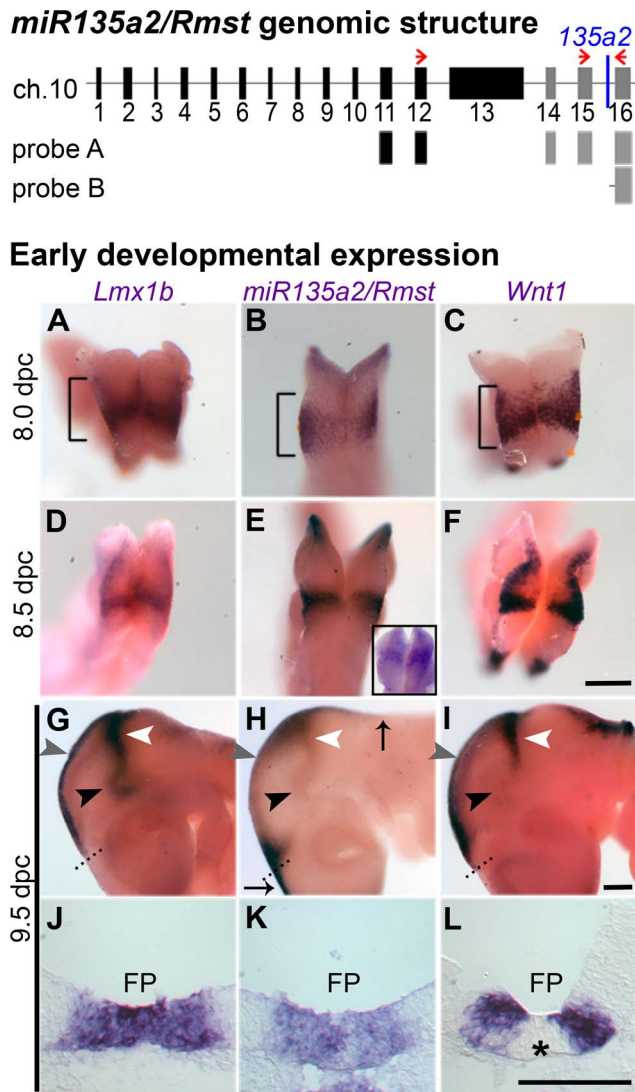 miR135a2/Rmst genomic structure
135a2
ch.10
1 2 3 4 5 6 7 8 9 10 11 12 13 14 15 16
probe A
probe B
Early developmental expression
Lmx1b miR135a2/Rmst Wnt1
8.0 dpc
A B C
8.5 dpc
D E F
9.5 dpc
G H I
J K L
FP FP FP
*